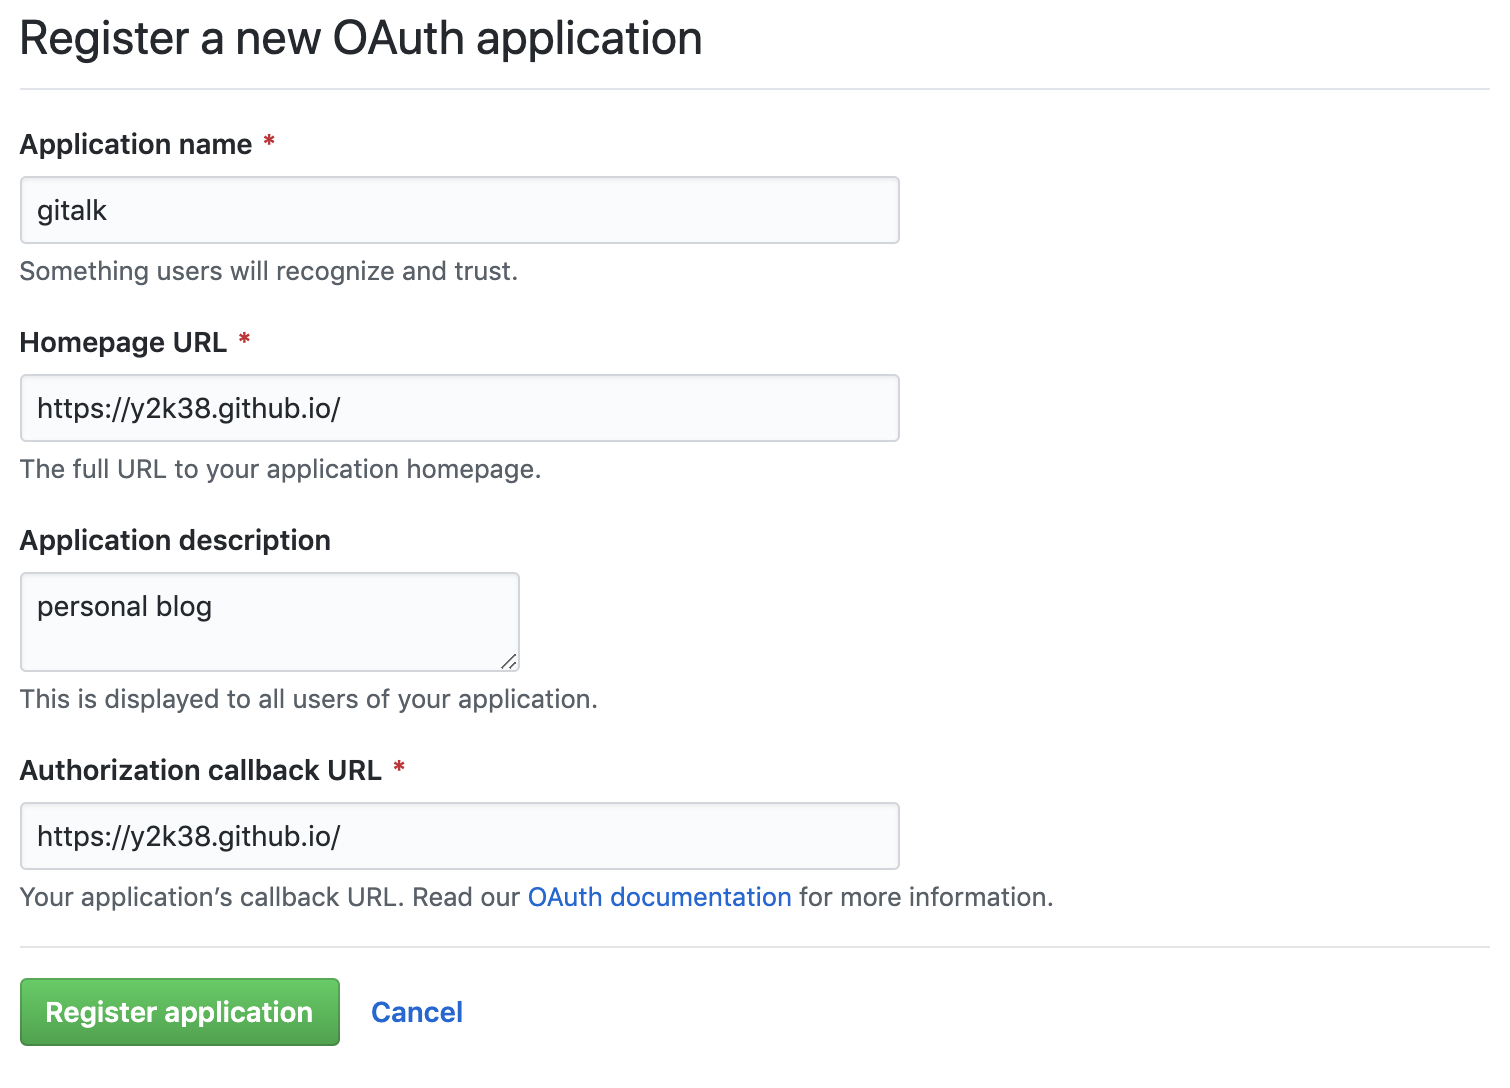 Register a new OAuth application
Application name *
gitalk
Something users will recognize and trust.
Homepage URL *
https://y2k38.github.io/
The full URL to your application homepage.
Application description
personal blog
This is displayed to all users of your application.
Authorization callback URL *
https://y2k38.github.io/
Your application’s callback URL. Read our OAuth documentation for more information.
Register application Cancel